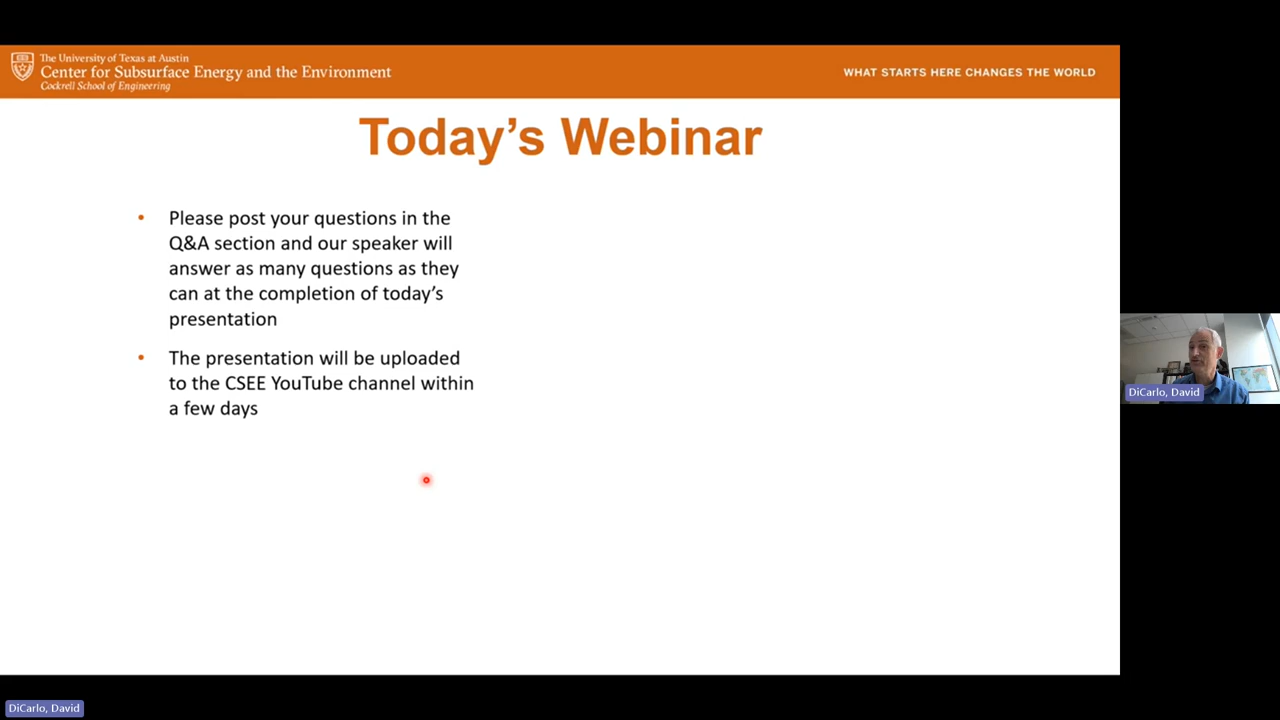 The University of Texas at Austin
Center for Subsurface Energy and the Environment
Cockrell School of Engineering
WHAT STARTS HERE CHANGES THE WORLD
Today's Webinar
• Please post your questions in the
Q&A section and our speaker will
answer as many questions as they
can at the completion of today's
presentation
• The presentation will be uploaded
to the CSEE YouTube channel within
a few days
DiCarlo, David
DiCarlo, David